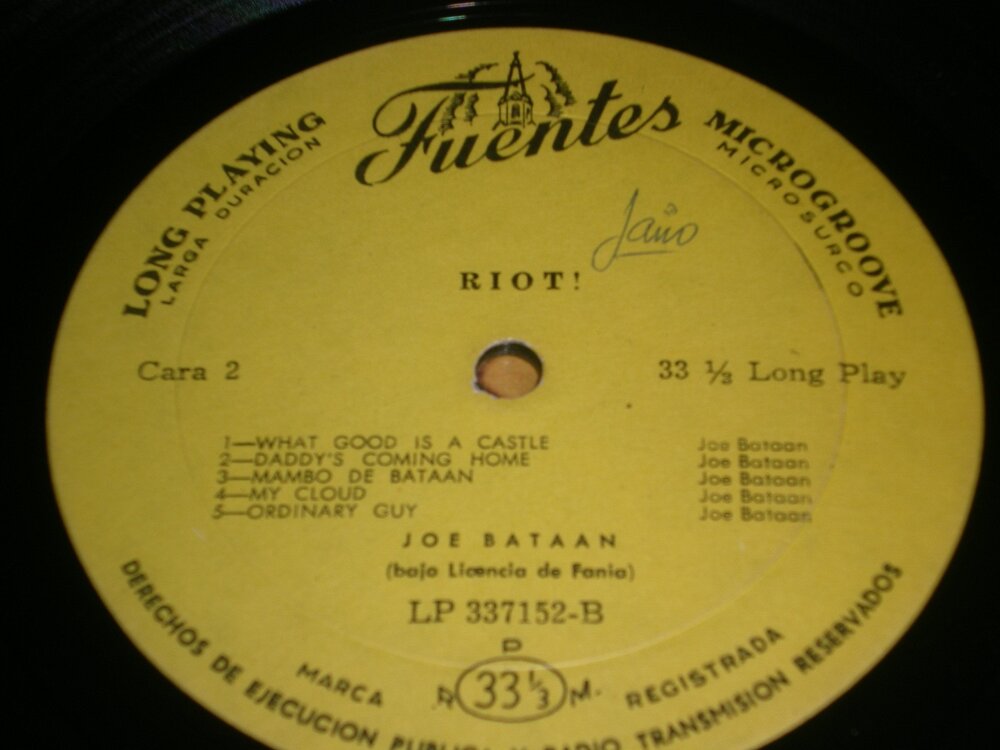 Fuentes
LONG PLAYING
LARGA DURACION
MICROGROOVE
MICROSURCO
RIOT!
Cara 2
33 ⅓ Long Play
1—WHAT GOOD IS A CASTLE Joe Bataan
2—DADDY'S COMING HOME Joe Bataan
3—MAMBO DE BATAAN Joe Bataan
4—MY CLOUD Joe Bataan
5—ORDINARY GUY Joe Bataan
JOE BATAAN
(bajo Licencia de Fania)
LP 337152-B
MARCA REGISTRADA
R.P.M.
33⅓
DERECHOS DE EJECUCION PUBLICA Y RADIO TRANSMISION RESERVADOS